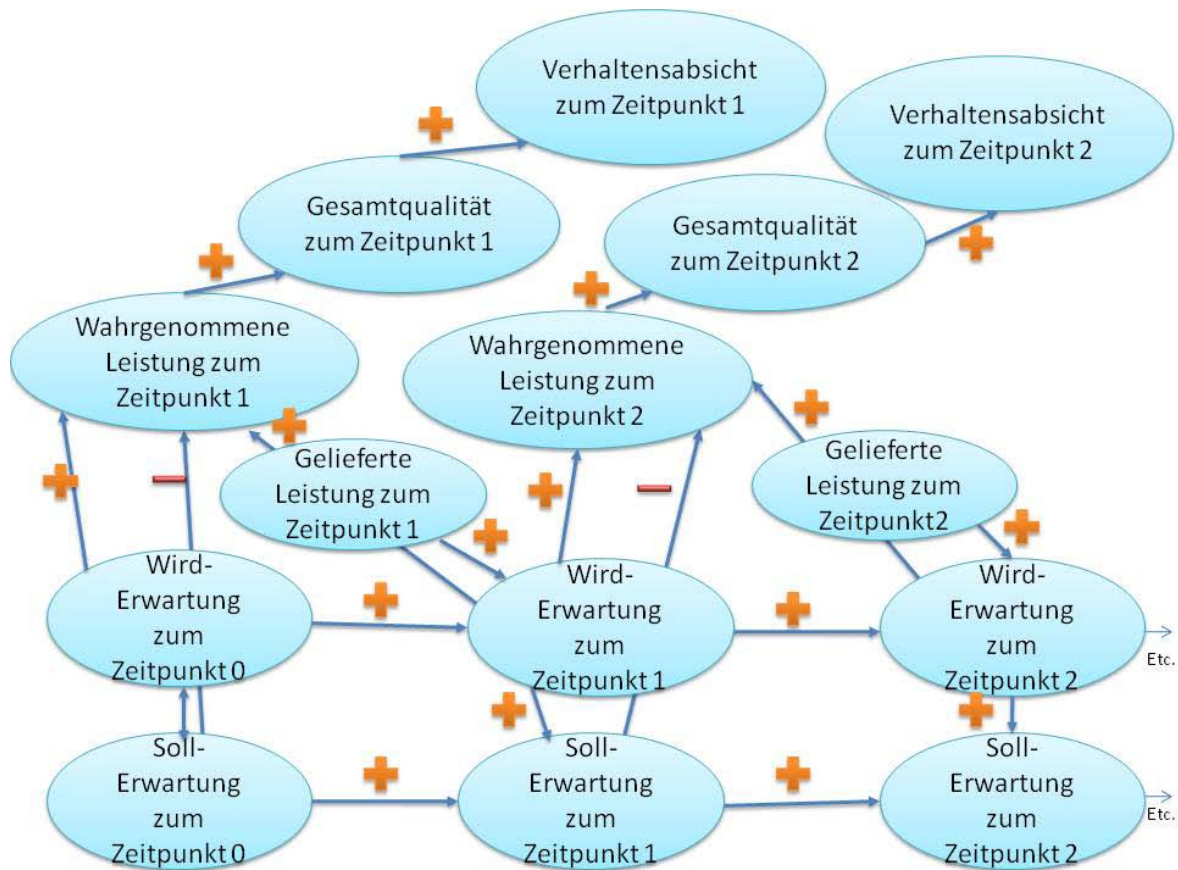 Verhaltensabsicht
zum Zeitpunkt 1
Verhaltensabsicht
zum Zeitpunkt 2
Gesamtqualität
zum Zeitpunkt 1
Gesamtqualität
zum Zeitpunkt 2
Wahrgenommene
Leistung zum
Zeitpunkt 1
Wahrgenommene
Leistung zum
Zeitpunkt 2
Gelieferte
Leistung zum
Zeitpunkt 1
Gelieferte
Leistung zum
Zeitpunkt2
Wird-
Erwartung
zum
Zeitpunkt 0
Wird-
Erwartung
zum
Zeitpunkt 1
Wird-
Erwartung
zum
Zeitpunkt 2
Etc.
Soll-
Erwartung
zum
Zeitpunkt 0
Soll-
Erwartung
zum
Zeitpunkt 1
Soll-
Erwartung
zum
Zeitpunkt 2
Etc.